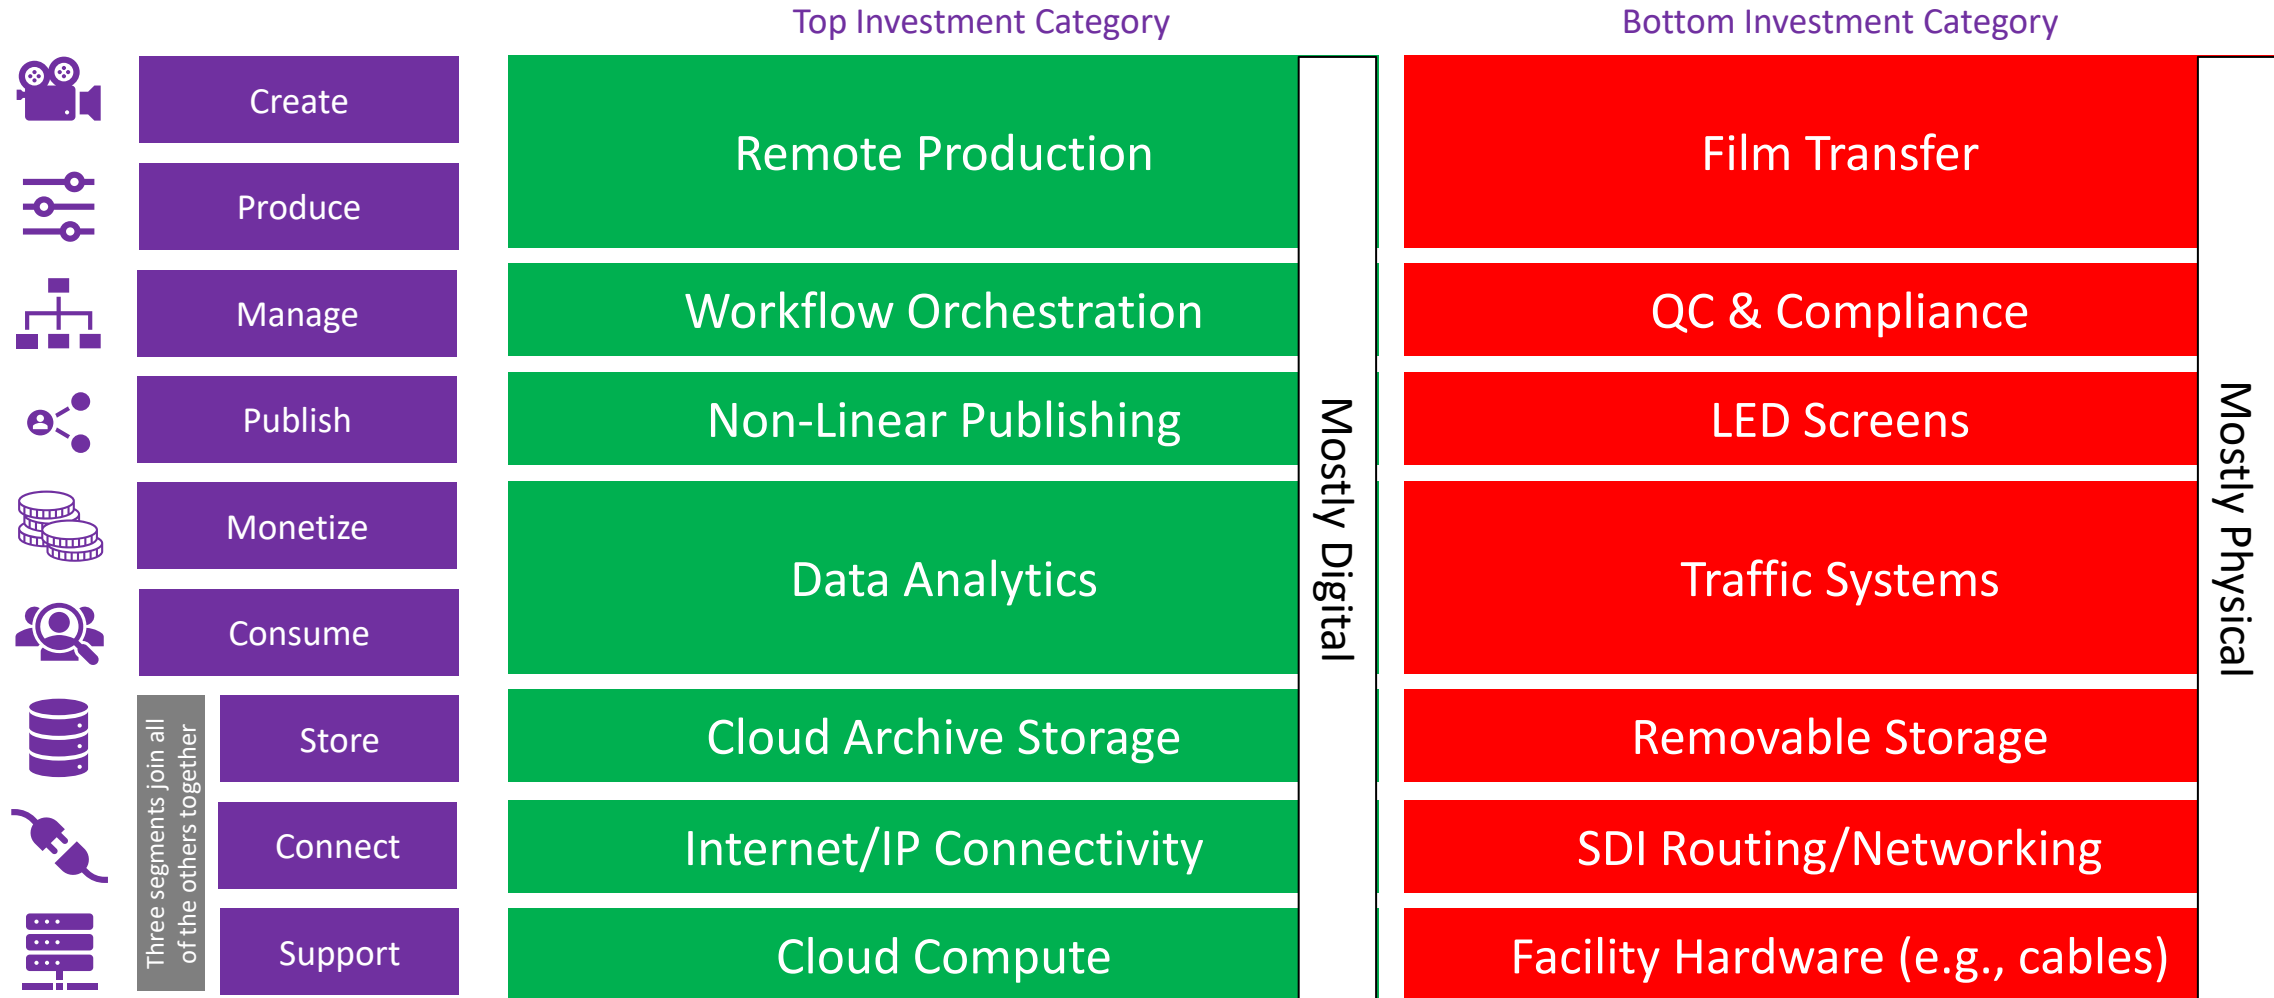 Top Investment Category
Bottom Investment Category
Create
Produce
Remote Production
Film Transfer
Manage
Workflow Orchestration
QC & Compliance
Publish
Non-Linear Publishing
LED Screens
Monetize
Consume
Data Analytics
Traffic Systems
Three segments join all
of the others together
Store
Cloud Archive Storage
Removable Storage
Connect
Internet/IP Connectivity
SDI Routing/Networking
Support
Cloud Compute
Facility Hardware (e.g., cables)
Mostly Digital
Mostly Physical